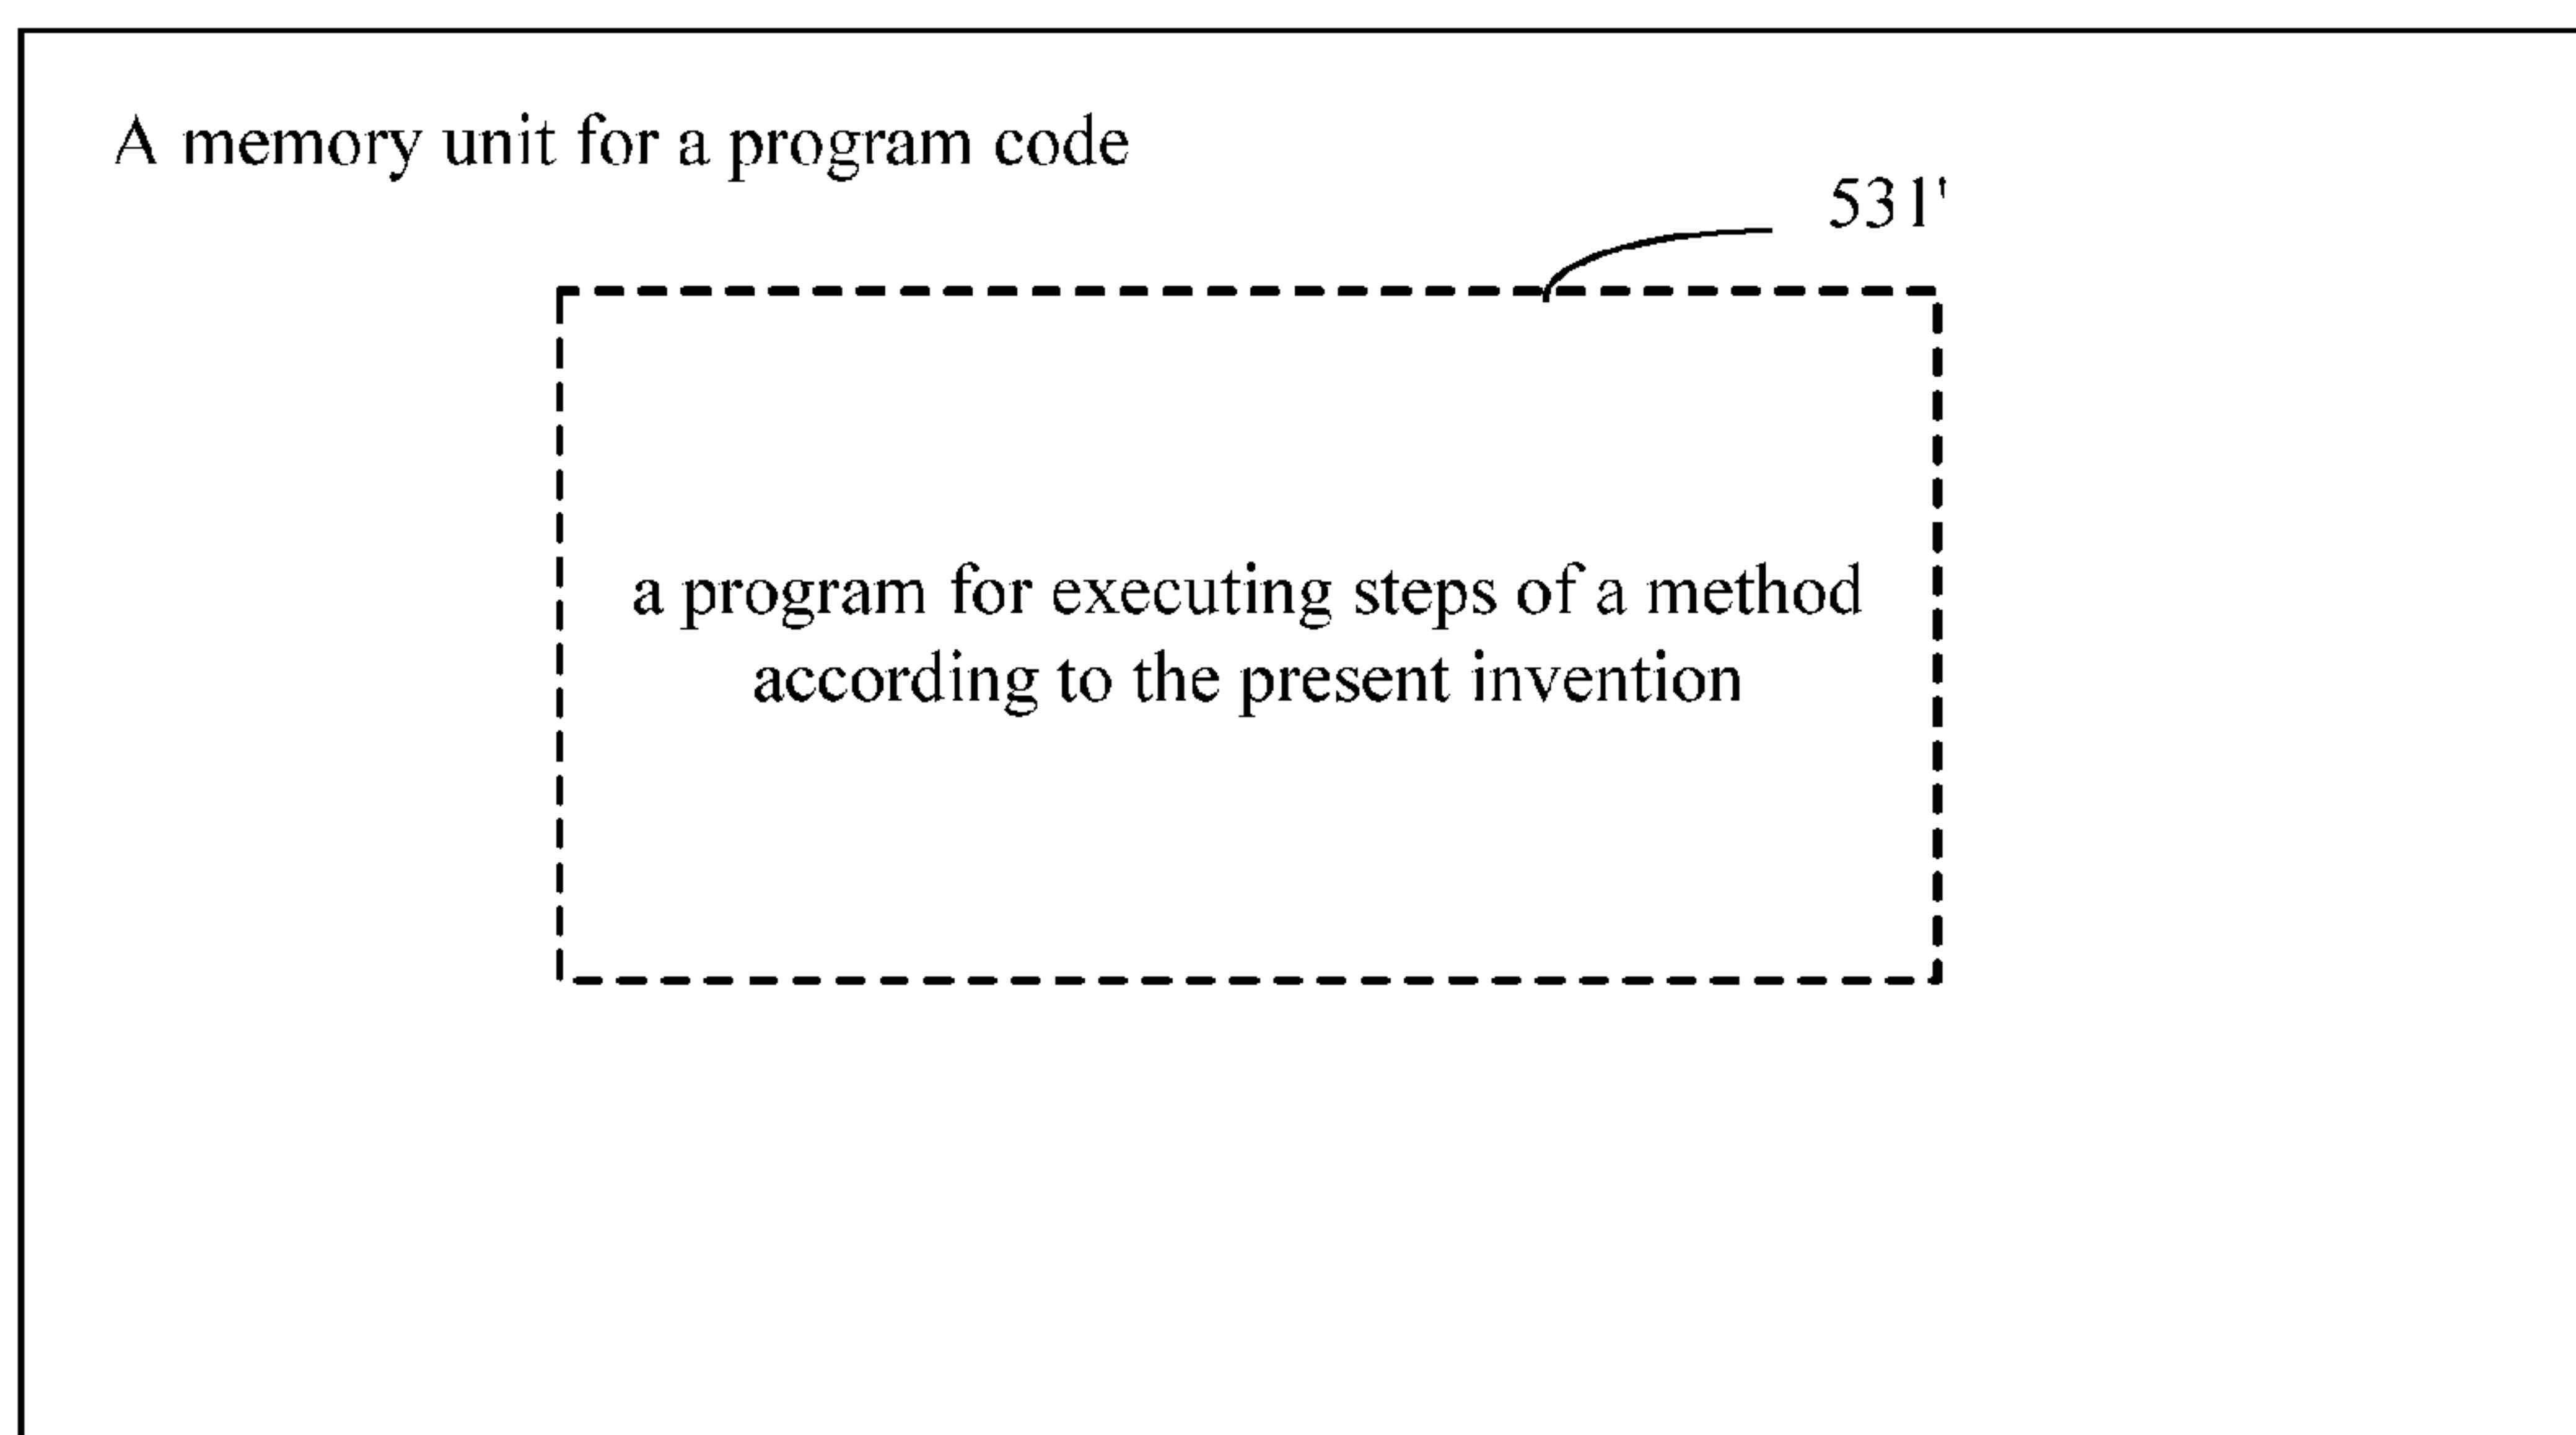 A memory unit for a program code
531'
a program for executing steps of a method
according to the present invention